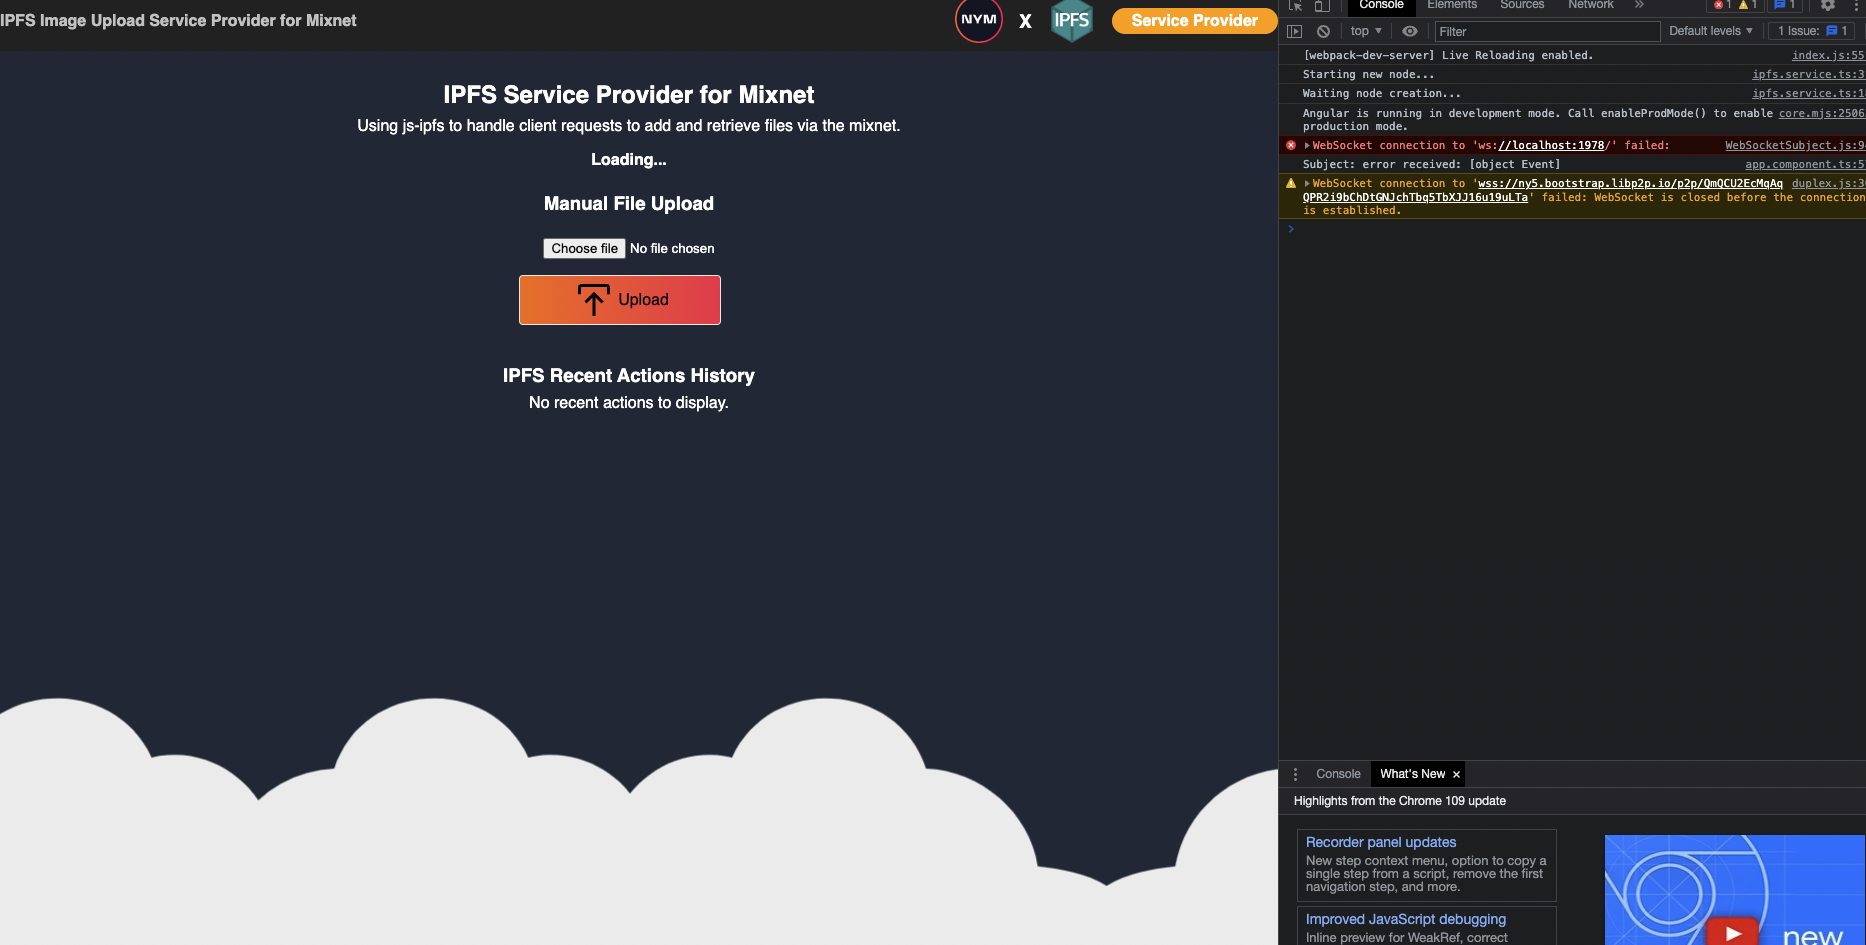 IPFS Image Upload Service Provider for Mixnet
NYM X IPFS Service Provider
IPFS Service Provider for Mixnet
Using js-ipfs to handle client requests to add and retrieve files via the mixnet.
Loading...
Manual File Upload
Choose file No file chosen
Upload
IPFS Recent Actions History
No recent actions to display.
Console Elements Sources Network » 1 1 1
top ▼ Filter Default levels ▼ 1 Issue: 1
[webpack-dev-server] Live Reloading enabled. index.js:55
Starting new node... ipfs.service.ts:3
Waiting node creation... ipfs.service.ts:1
Angular is running in development mode. Call enableProdMode() to enable core.mjs:2506
production mode.
WebSocket connection to 'ws://localhost:1978/' failed: WebSocketSubject.js:9
Subject: error received: [object Event] app.component.ts:5
WebSocket connection to 'wss://ny5.bootstrap.libp2p.io/p2p/QmQCU2EcMqAq duplex.js:3
QPR2i9bChDtGNJchTbq5TbXJJ16u19uLTa' failed: WebSocket is closed before the connection
is established.
Console What's New ×
Highlights from the Chrome 109 update
Recorder panel updates
New step context menu, option to copy a
single step from a script, remove the first
navigation step, and more.
Improved JavaScript debugging
Inline preview for WeakRef, correct
new